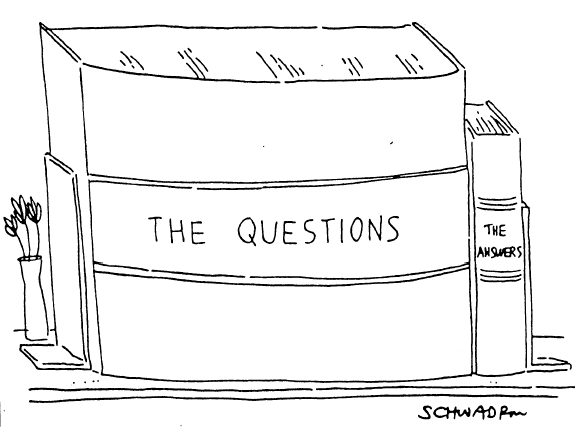 THE QUESTIONS
THE
ANSWERS
SCHWADRON